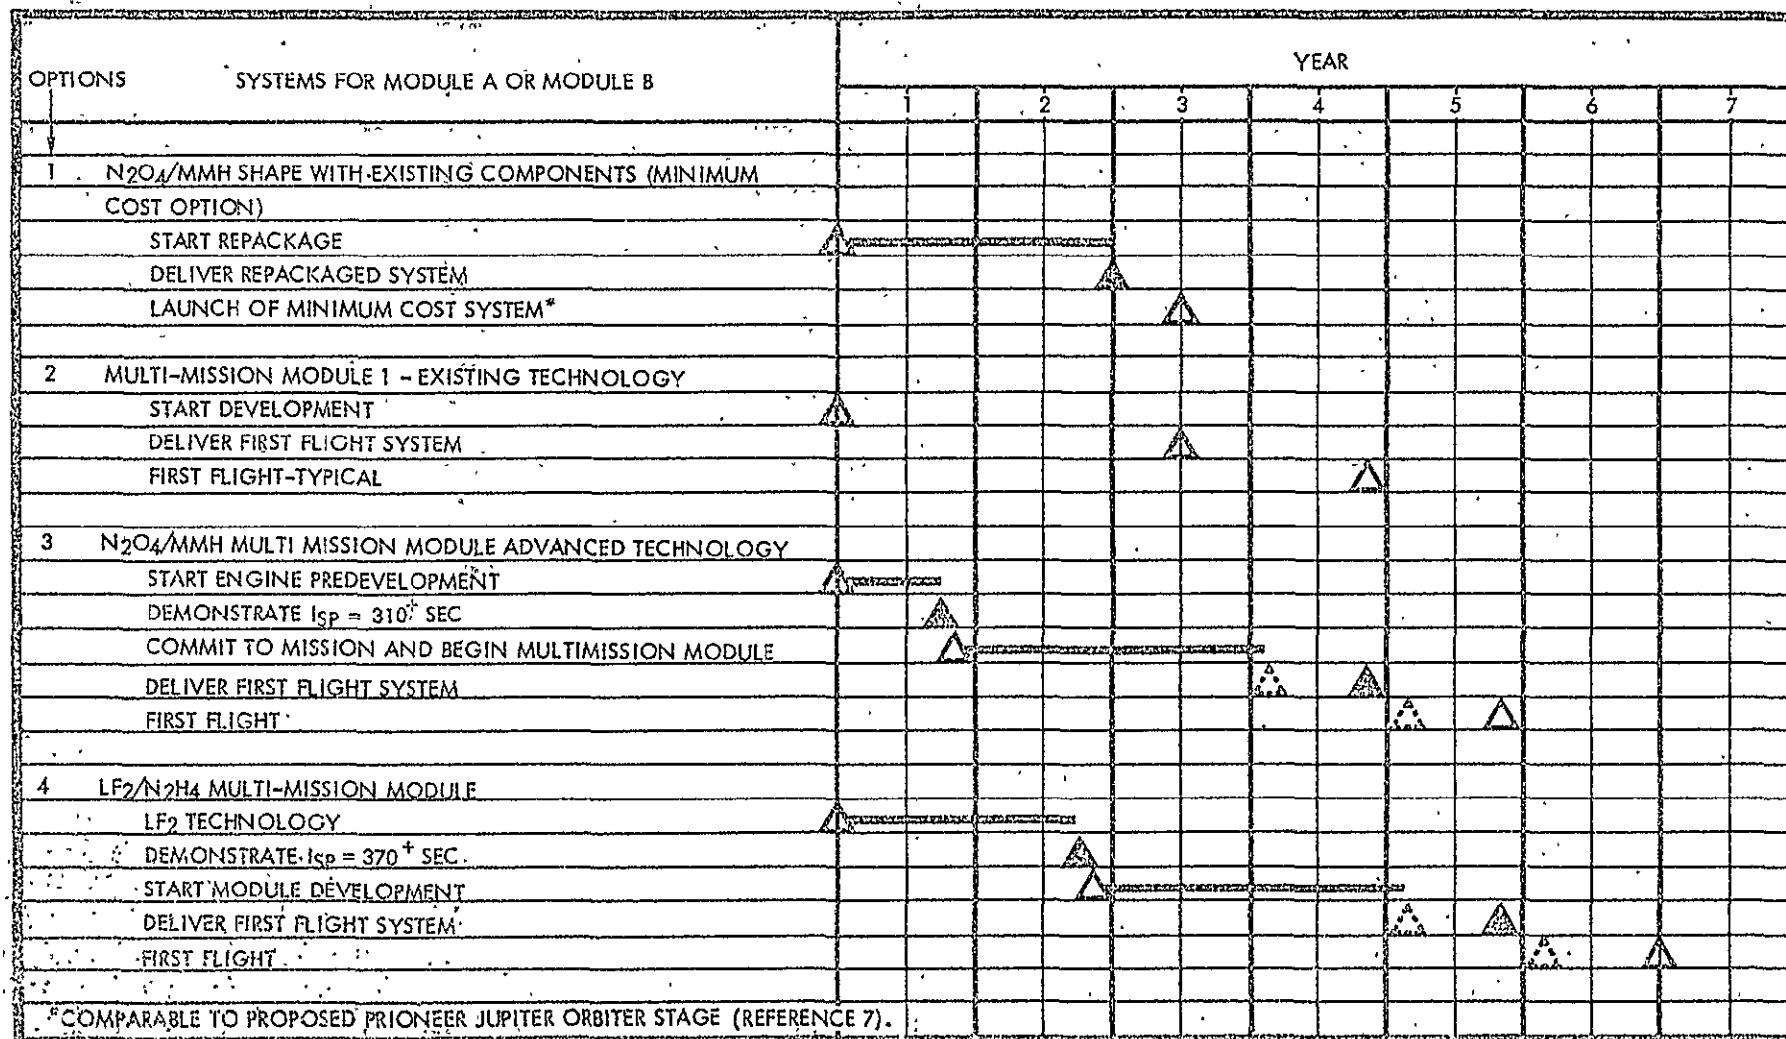 YEAR
OPTIONS SYSTEMS FOR MODULE A OR MODULE B
1 2 3 4 5 6 7
1 N2O4/MMH SHAPE WITH EXISTING COMPONENTS (MINIMUM
COST OPTION)
START REPACKAGE
DELIVER REPACKAGED SYSTEM
LAUNCH OF MINIMUM COST SYSTEM*
2 MULTI-MISSION MODULE 1 - EXISTING TECHNOLOGY
START DEVELOPMENT
DELIVER FIRST FLIGHT SYSTEM
FIRST FLIGHT-TYPICAL
3 N2O4/MMH MULTI MISSION MODULE ADVANCED TECHNOLOGY
START ENGINE PREDEVELOPMENT
DEMONSTRATE ISP = 310+ SEC
COMMIT TO MISSION AND BEGIN MULTIMISSION MODULE
DELIVER FIRST FLIGHT SYSTEM
FIRST FLIGHT
4 LF2/N2H4 MULTI-MISSION MODULE
LF2 TECHNOLOGY
DEMONSTRATE ISP = 370+ SEC.
START MODULE DEVELOPMENT
DELIVER FIRST FLIGHT SYSTEM
FIRST FLIGHT
*COMPARABLE TO PROPOSED PRIONEER JUPITER ORBITER STAGE (REFERENCE 7).